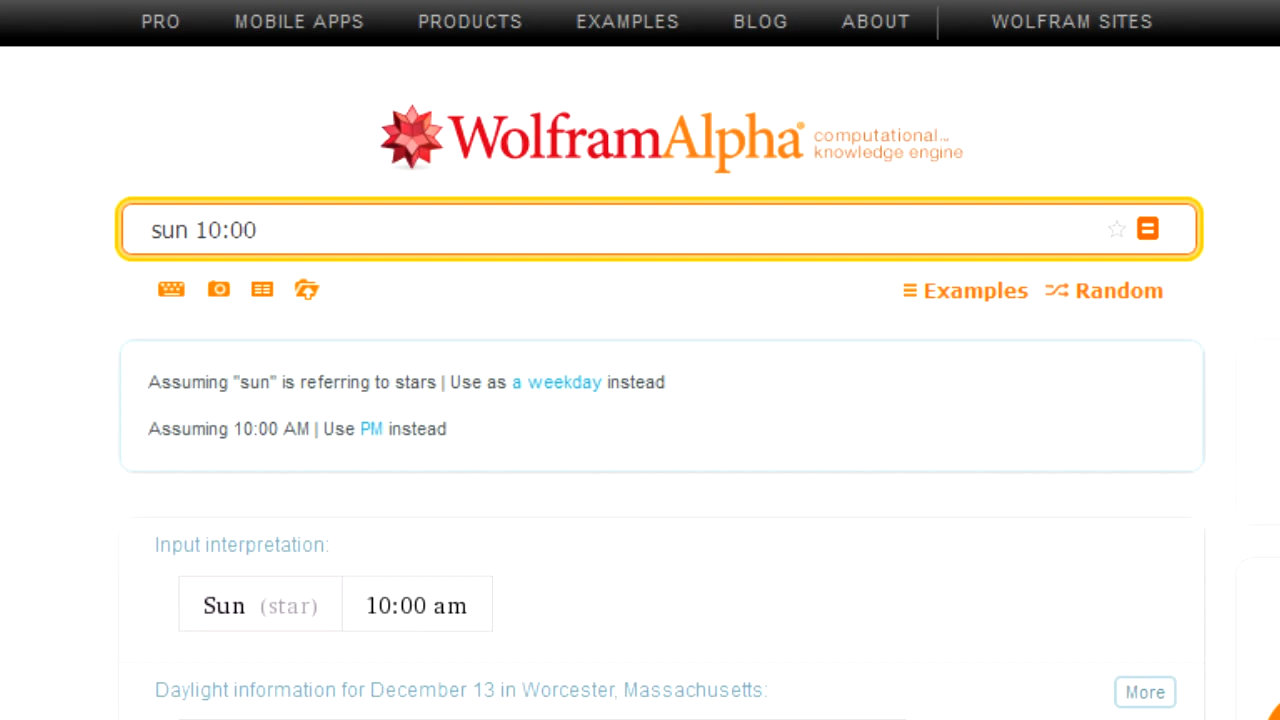 PRO MOBILE APPS PRODUCTS EXAMPLES BLOG ABOUT WOLFRAM SITES
WolframAlpha computational... knowledge engine
sun 10:00
Examples Random
Assuming "sun" is referring to stars | Use as a weekday instead
Assuming 10:00 AM | Use PM instead
Input interpretation:
Sun (star) 10:00 am
Daylight information for December 13 in Worcester, Massachusetts: More